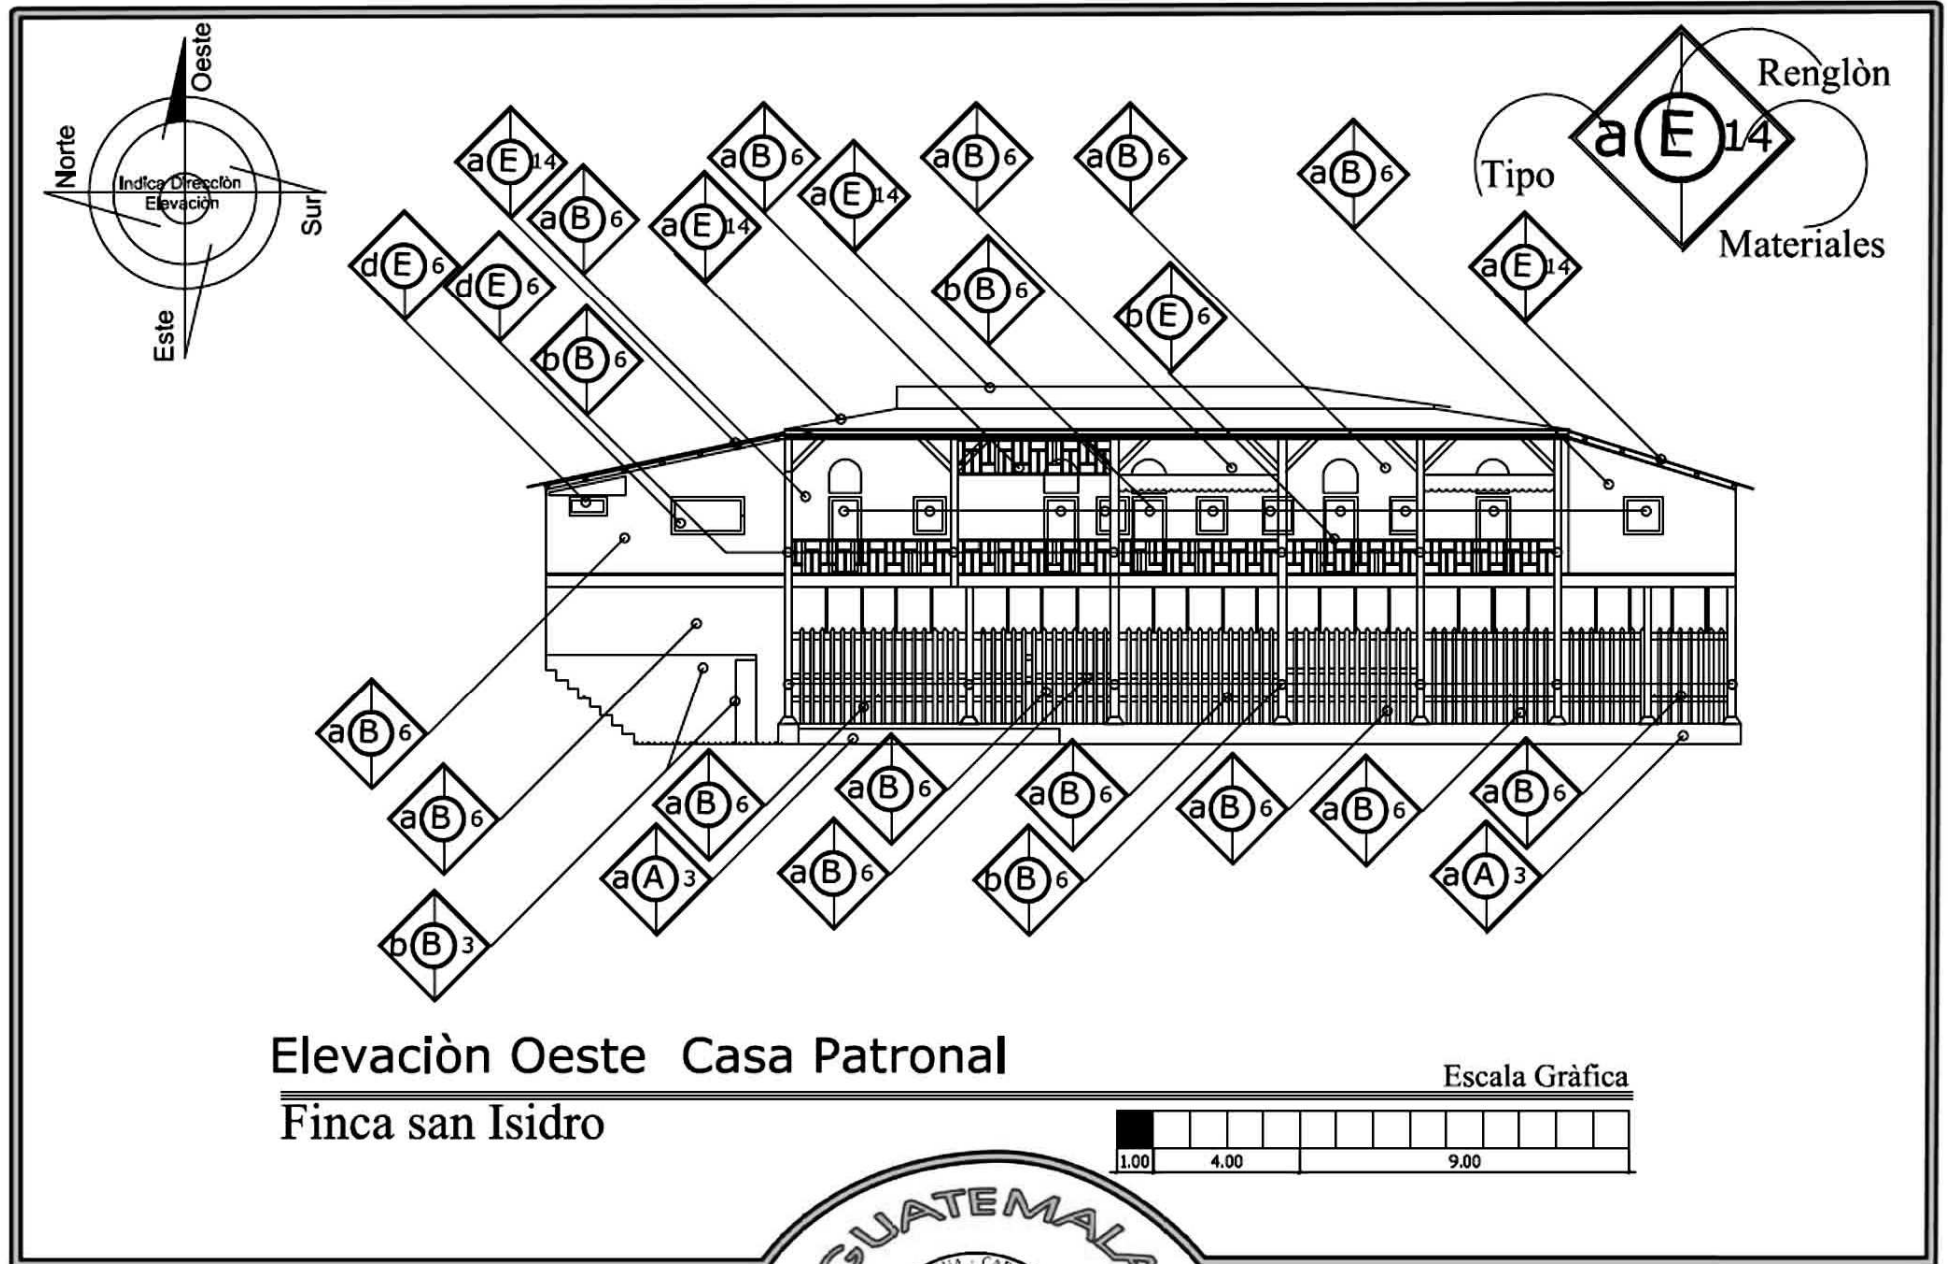 Oeste
Norte
Indica Direcciòn
Elevaciòn
Sur
Este
Renglòn
a E 14
Tipo
Materiales
a E 14
a B 6
a E 14
a B 6
a E 14
a B 6
a B 6
a B 6
a E 14
d E 6
d E 6
b B 6
b B 6
b E 6
a B 6
a B 6
b B 3
a B 6
a A 3
a B 6
a B 6
a B 6
b B 6
a B 6
a B 6
a B 6
a A 3
Elevaciòn Oeste Casa Patronal
Escala Gràfica
Finca san Isidro
1.00 4.00 9.00
GUATEMALA